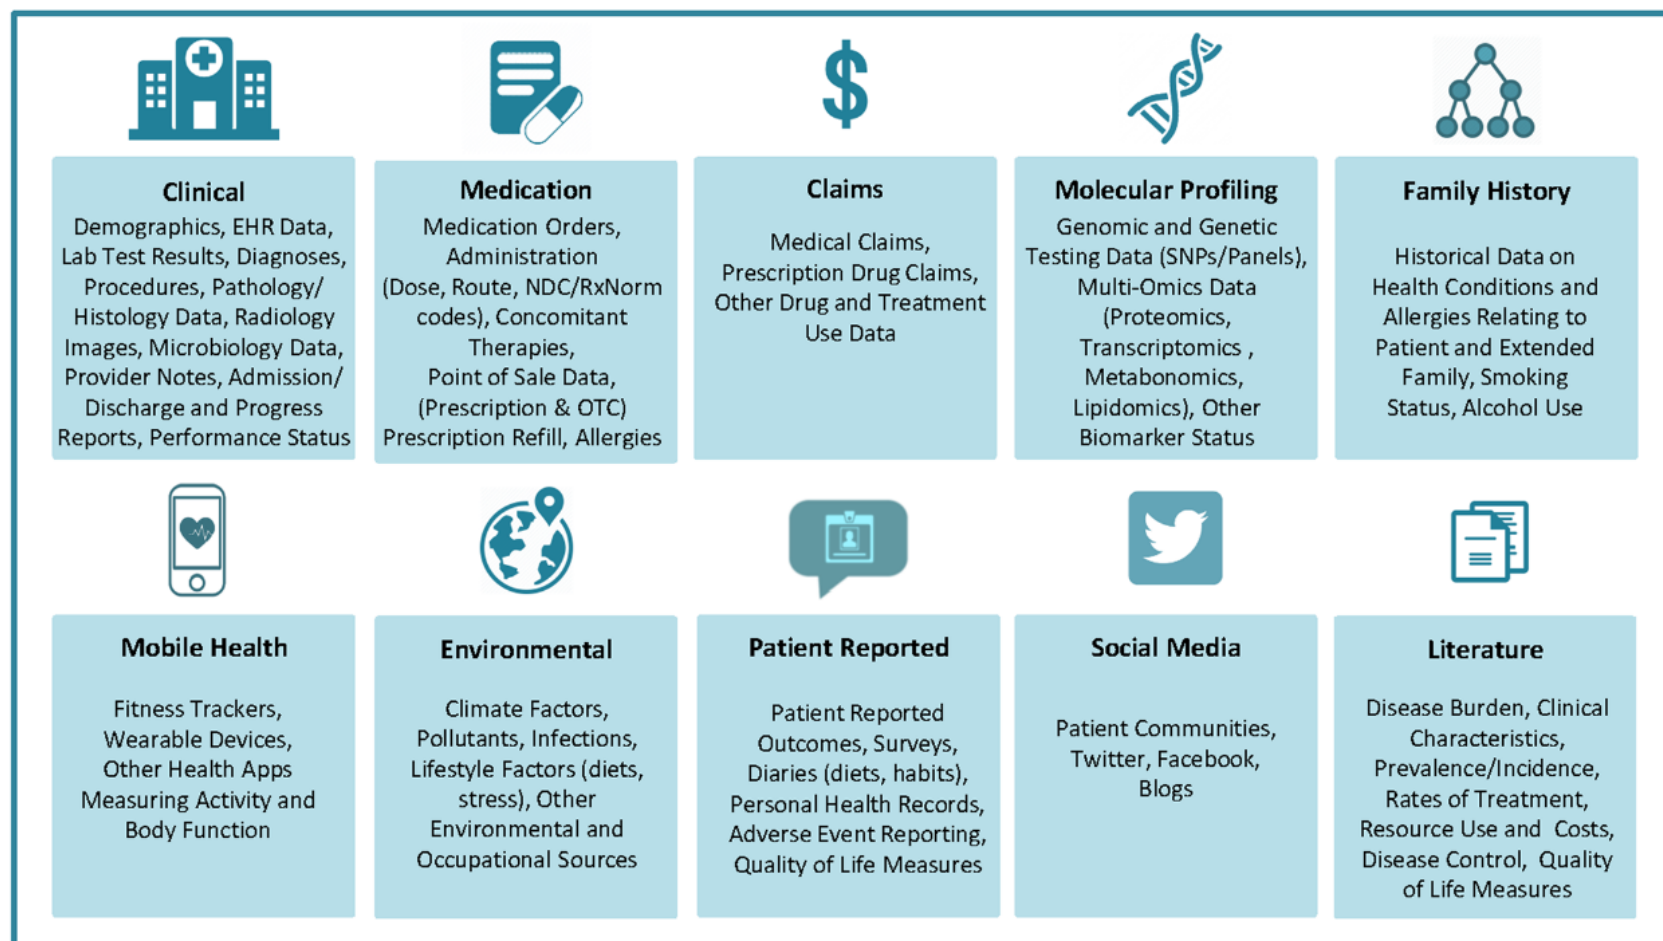 Clinical
Demographics, EHR Data,
Lab Test Results, Diagnoses,
Procedures, Pathology/
Histology Data, Radiology
Images, Microbiology Data,
Provider Notes, Admission/
Discharge and Progress
Reports, Performance Status
Medication
Medication Orders,
Administration
(Dose, Route, NDC/RxNorm
codes), Concomitant
Therapies,
Point of Sale Data,
(Prescription & OTC)
Prescription Refill, Allergies
$
Claims
Medical Claims,
Prescription Drug Claims,
Other Drug and Treatment
Use Data
Molecular Profiling
Genomic and Genetic
Testing Data (SNPs/Panels),
Multi-Omics Data
(Proteomics,
Transcriptomics ,
Metabonomics,
Lipidomics), Other
Biomarker Status
Family History
Historical Data on
Health Conditions and
Allergies Relating to
Patient and Extended
Family, Smoking
Status, Alcohol Use
Mobile Health
Fitness Trackers,
Wearable Devices,
Other Health Apps
Measuring Activity and
Body Function
Environmental
Climate Factors,
Pollutants, Infections,
Lifestyle Factors (diets,
stress), Other
Environmental and
Occupational Sources
Patient Reported
Patient Reported
Outcomes, Surveys,
Diaries (diets, habits),
Personal Health Records,
Adverse Event Reporting,
Quality of Life Measures
Social Media
Patient Communities,
Twitter, Facebook,
Blogs
Literature
Disease Burden, Clinical
Characteristics,
Prevalence/Incidence,
Rates of Treatment,
Resource Use and Costs,
Disease Control, Quality
of Life Measures